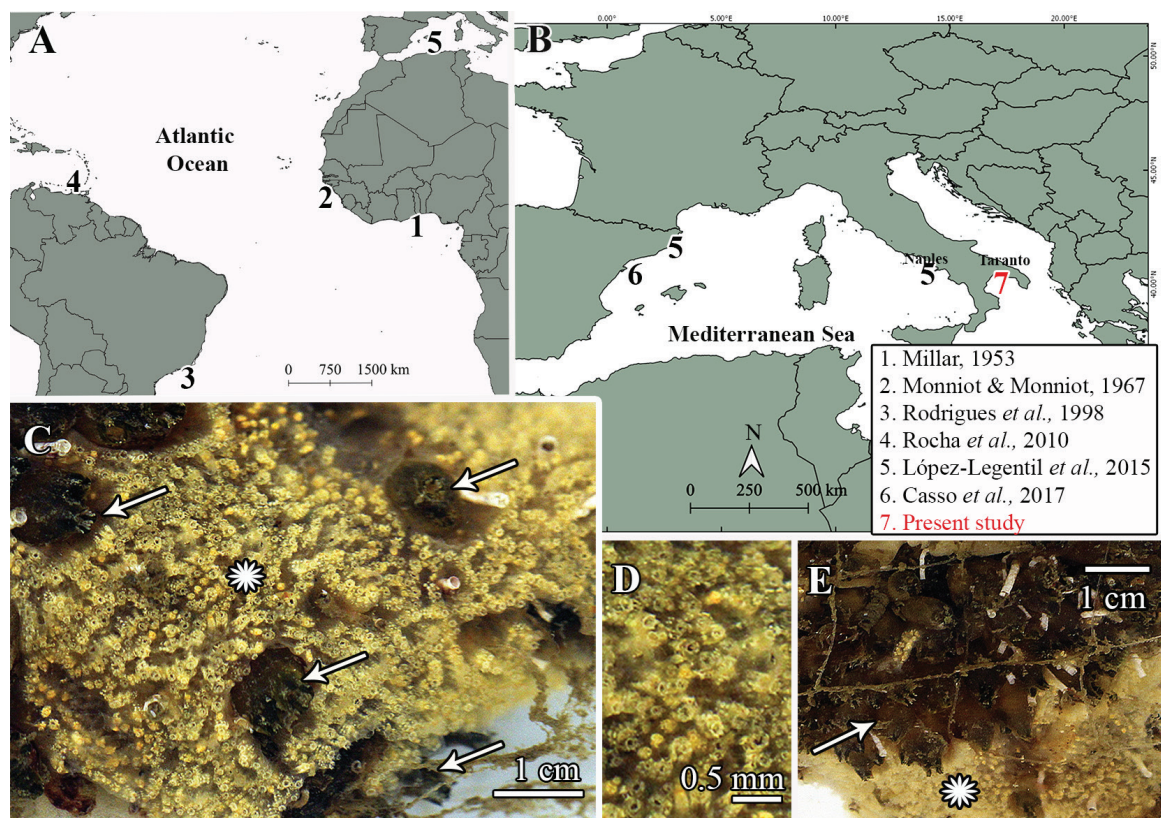 A
5
Atlantic
Ocean
4
2
1
3
0 750 1500 km
B
0.00°
5.00°
10.00°
15.00°
20.00°
50.00°
45.00°
40.00°
5
6
Naples
5
Taranto
7
Mediterranean Sea
N
0 250 500 km
1. Millar, 1953
2. Monniot & Monniot, 1967
3. Rodrigues et al., 1998
4. Rocha et al., 2010
5. López-Legentil et al., 2015
6. Casso et al., 2017
7. Present study
C
1 cm
D
0.5 mm
E
1 cm